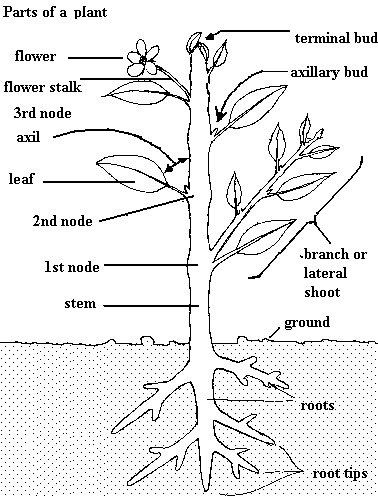 Parts of a plant
terminal bud
flower
axillary bud
flower stalk
3rd node
axil
leaf
2nd node
1st node
branch or
lateral
shoot
stem
ground
roots
root tips